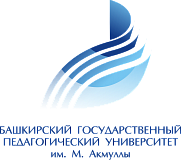 БАШКИРСКИЙ ГОСУДАРСТВЕННЫЙ
ПЕДАГОГИЧЕСКИЙ УНИВЕРСИТЕТ
им. М. Акмуллы